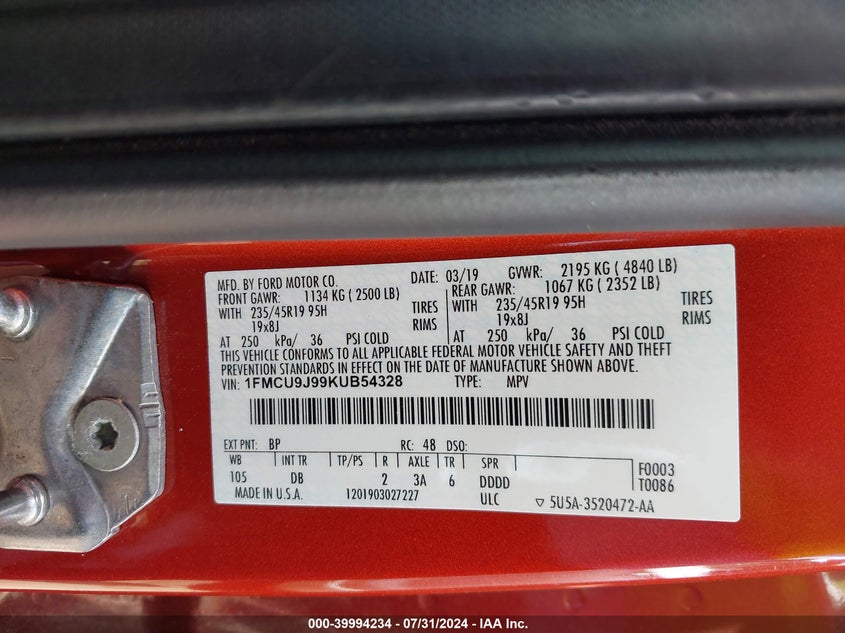 MFD. BY FORD MOTOR CO. DATE: 03/19 GVWR: 2195 KG ( 4840 LB)
FRONT GAWR: 1134 KG ( 2500 LB) REAR GAWR: 1067 KG ( 2352 LB)
WITH 235/45R19 95H TIRES WITH 235/45R19 95H TIRES
19x8J RIMS 19x8J RIMS
AT 250 kPa/ 36 PSI COLD AT 250 kPa/ 36 PSI COLD
THIS VEHICLE CONFORMS TO ALL APPLICABLE FEDERAL MOTOR VEHICLE SAFETY AND THEFT
PREVENTION STANDARDS IN EFFECT ON THE DATE OF MANUFACTURE SHOWN ABOVE.
VIN: 1FMCU9J99KUB54328 TYPE: MPV
EXT PNT: BP RC: 48 DSO:
WB INT TR TP/PS R AXLE TR SPR F0003
105 DB 2 3A 6 DDDD T0086
MADE IN U.S.A. 1201903027227 ULC ▽ 5U5A-3520472-AA
000-39994234 / 07/31/2024 - IAA Inc.